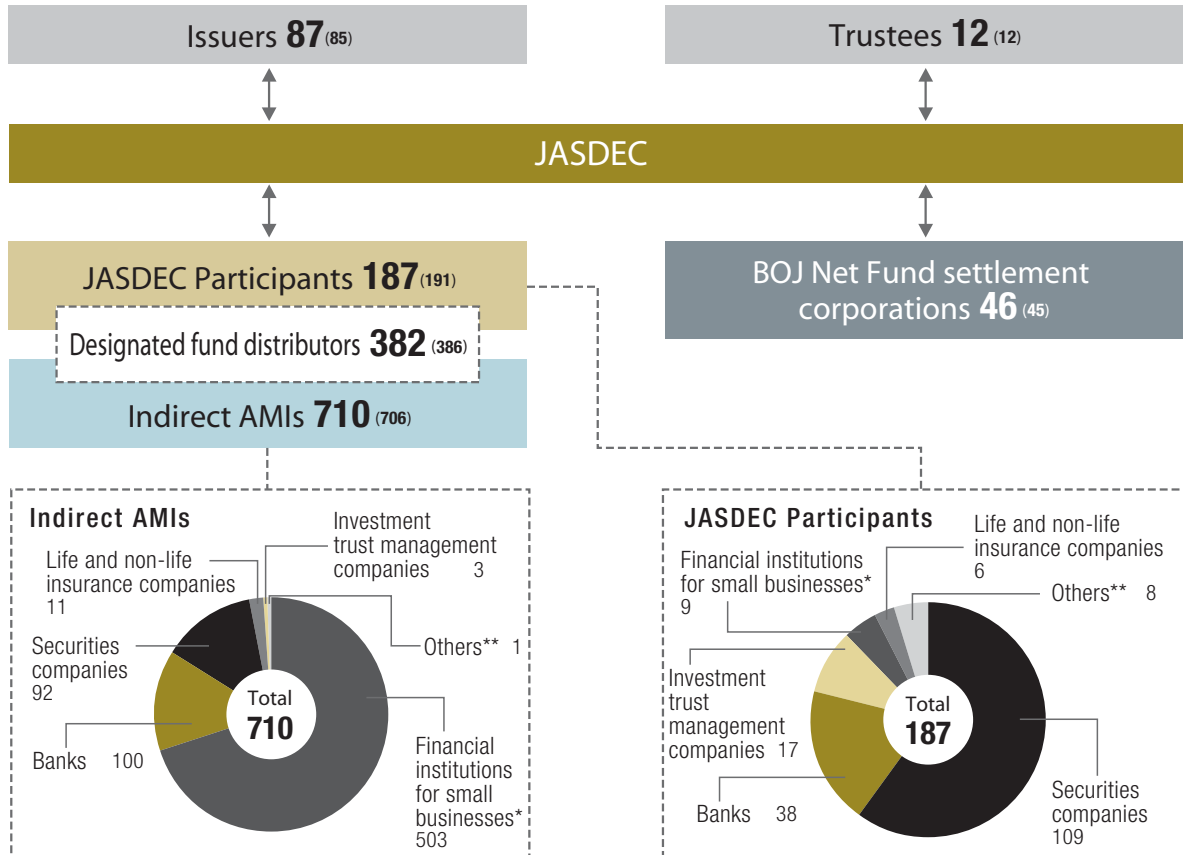 Issuers 87 (85)
Trustees 12 (12)
JASDEC
JASDEC Participants 187 (191)
BOJ Net Fund settlement
corporations 46 (45)
Designated fund distributors 382 (386)
Indirect AMIs 710 (706)
Indirect AMIs
Investment
trust management
companies 3
Life and non-life
insurance companies
11
Others** 1
Securities
companies
92
Total
710
Banks 100
Financial
institutions
for small
businesses*
503
JASDEC Participants
Life and non-life
insurance companies
6
Financial institutions
for small businesses*
9
Others** 8
Investment
trust
management
companies 17
Total
187
Banks 38
Securities
companies
109